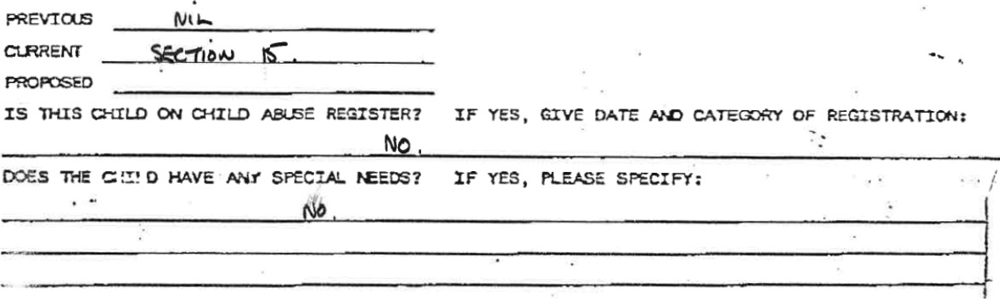 PREVIOUS NIL
CURRENT SECTION 15.
PROPOSED
IS THIS CHILD ON CHILD ABUSE REGISTER? IF YES, GIVE DATE AND CATEGORY OF REGISTRATION:
NO.
DOES THE CHILD HAVE ANY SPECIAL NEEDS? IF YES, PLEASE SPECIFY:
NO.